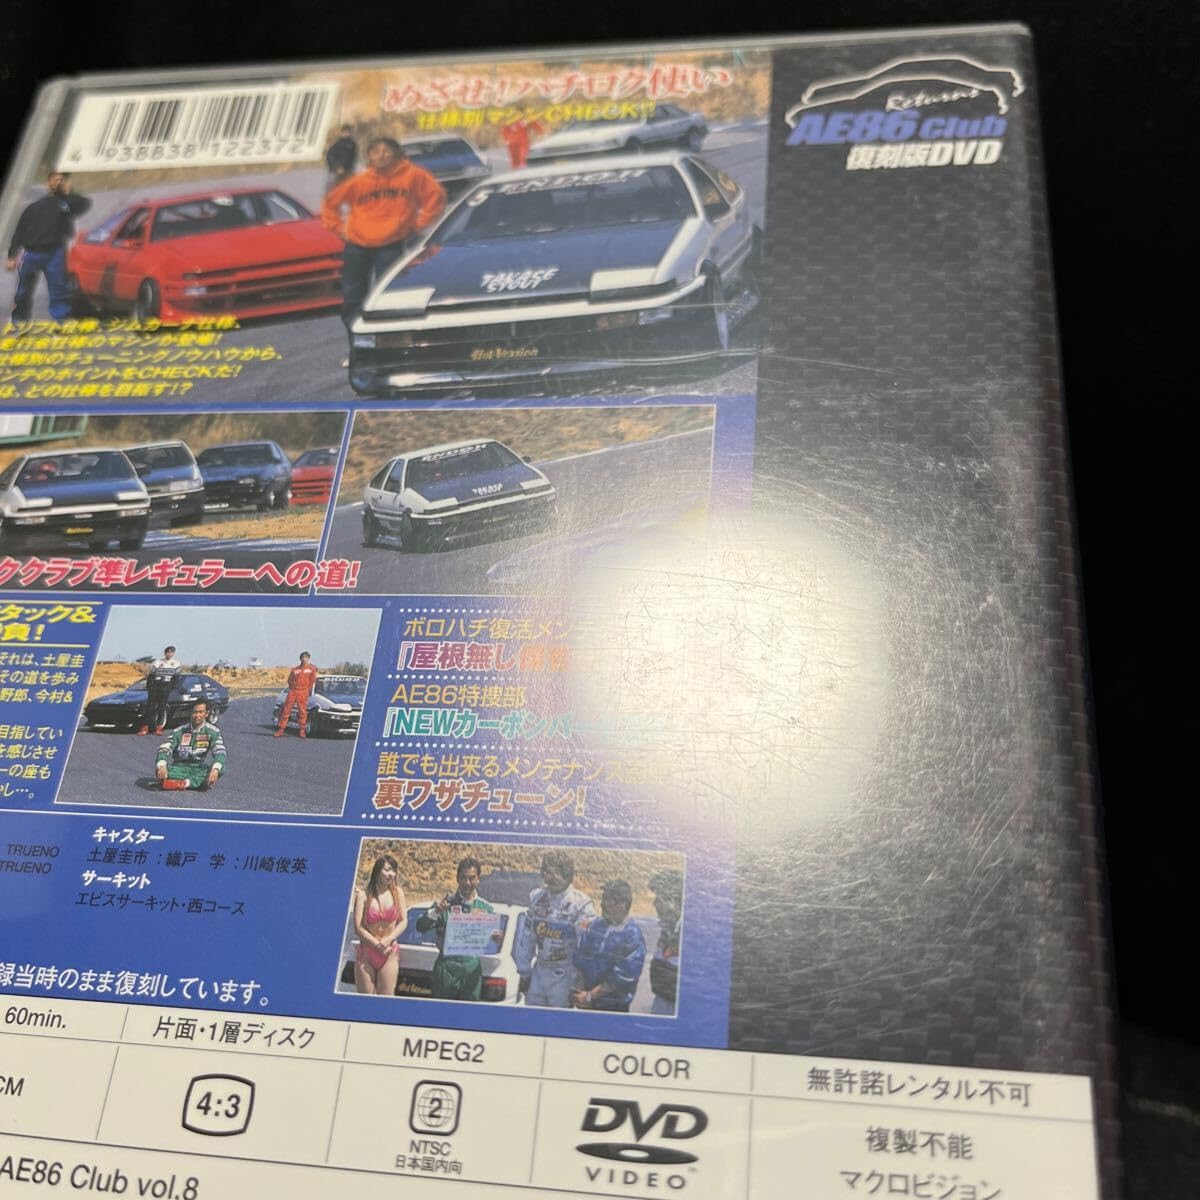 4 938838 122372
めざせ!ハチロク使い
仕様別マシンCHECK!!
Returns
AE86 Club
復刻版DVD
ENDOH
TAKASE
STOUT
Hot Version
ドリフト仕様、ジムカーナ仕様、
走行会仕様のマシンが登場!
仕様別のチューニングノウハウから、
ンテのポイントをCHECKだ!
は、どの仕様を目指す!?
ENDOH
ククラブ準レギュラーへの道!
タック&
負!
それは、土屋圭
その道を歩み
野郎、今村&
目指してい
を感じさせ
ーの座も
かし…。
ボロハチ復活メンテ
『屋根無し
AE86特捜部
『NEWカーボンバ
誰でも出来るメンテナンス
裏ワザチューン!
TRUENO
TRUENO
キャスター
土屋圭市:織戸 学:川崎俊英
サーキット
エビスサーキット・西コース
録当時のまま復刻しています。
60min.
片面・1層ディスク
MPEG2
COLOR
無許諾レンタル不可
CM
4:3
2
NTSC
日本国内向
DVD
VIDEO
複製不能
マクロビジョン
AE86 Club vol.8